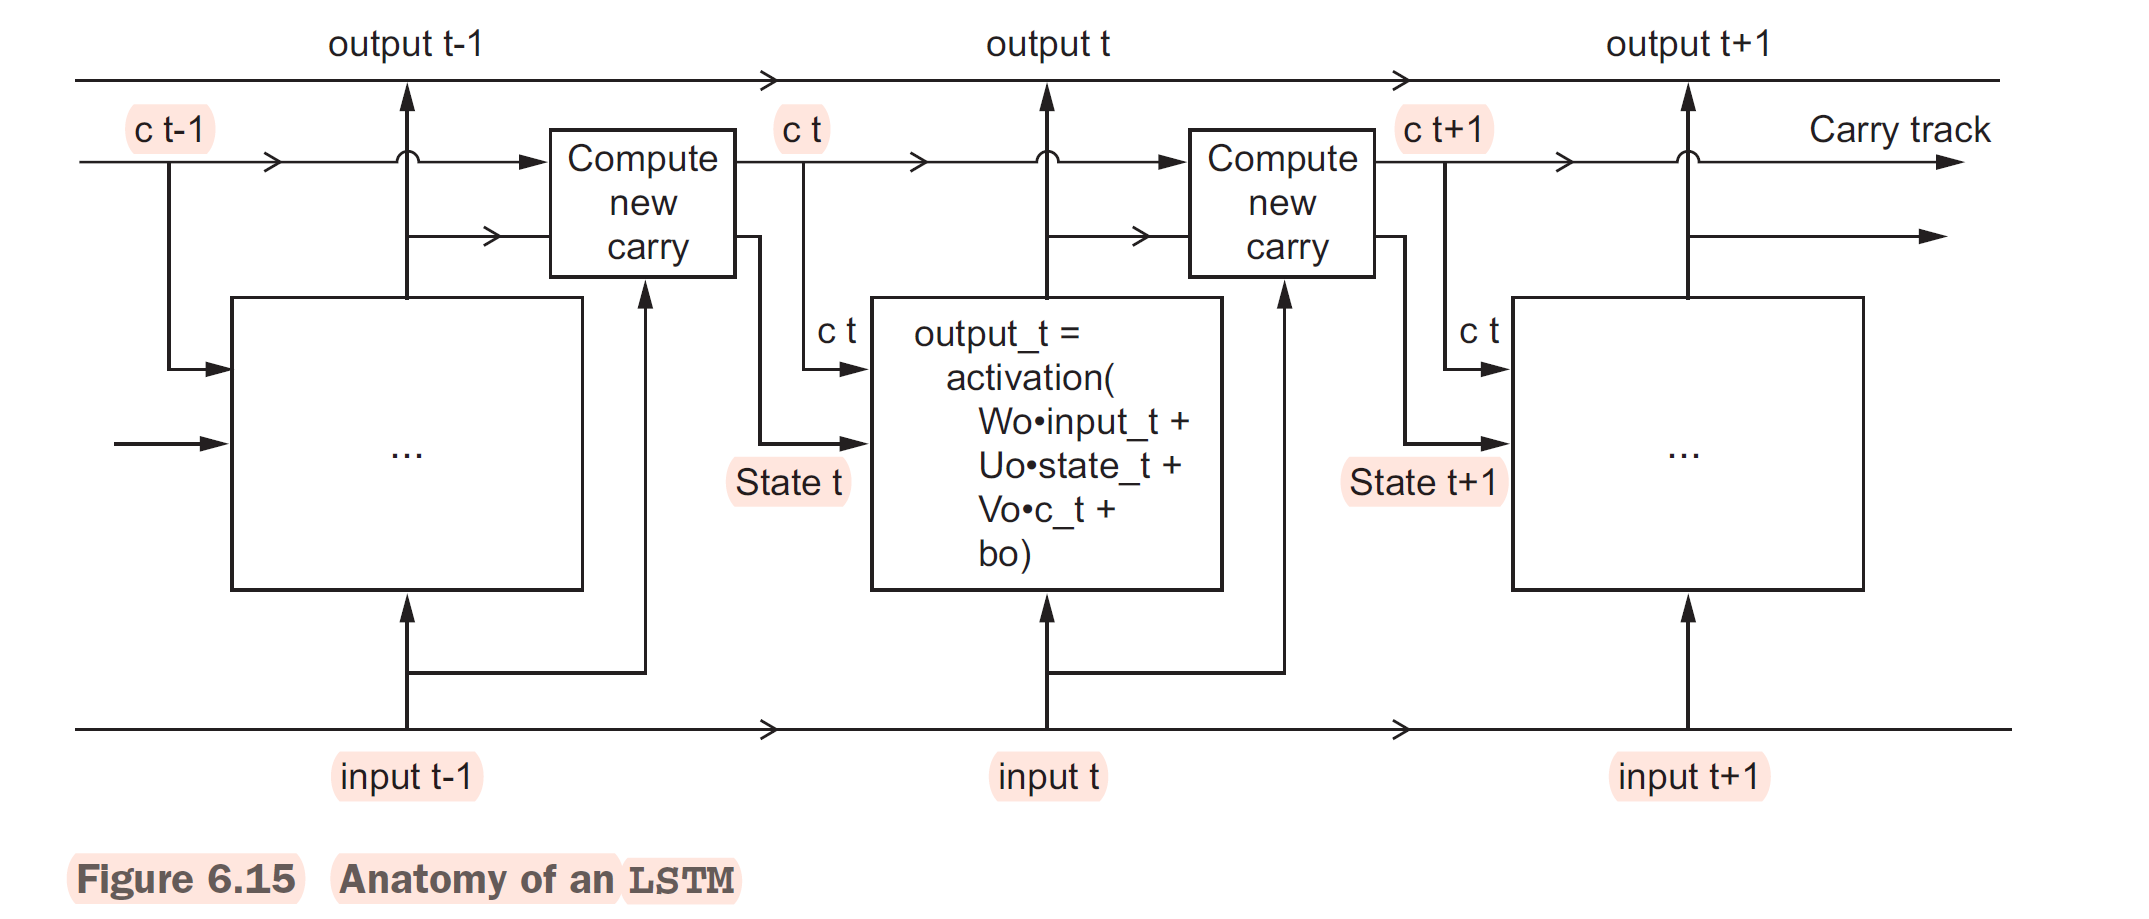 output t-1
output t
output t+1
c t-1
c t
c t+1
Carry track
Compute
new
carry
Compute
new
carry
c t
output_t =
activation(
Wo•input_t +
Uo•state_t +
Vo•c_t +
bo)
c t
...
...
State t
State t+1
input t-1
input t
input t+1
Figure 6.15 Anatomy of an LSTM